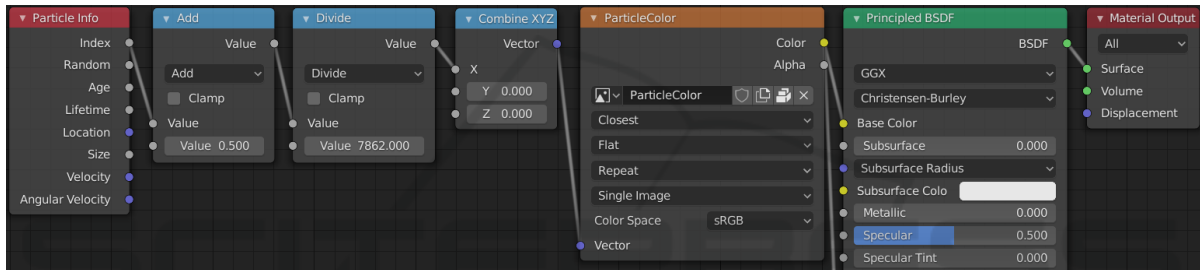 Particle Info
Index
Random
Age
Lifetime
Location
Size
Velocity
Angular Velocity
Add
Value
Add
Clamp
Value
Value 0.500
Divide
Value
Divide
Clamp
Value
Value 7862.000
Combine XYZ
Vector
X
Y 0.000
Z 0.000
ParticleColor
Color
Alpha
ParticleColor
Closest
Flat
Repeat
Single Image
Color Space sRGB
Vector
Principled BSDF
BSDF
GGX
Christensen-Burley
Base Color
Subsurface 0.000
Subsurface Radius
Subsurface Colo
Metallic 0.000
Specular 0.500
Specular Tint 0.000
Material Output
All
Surface
Volume
Displacement